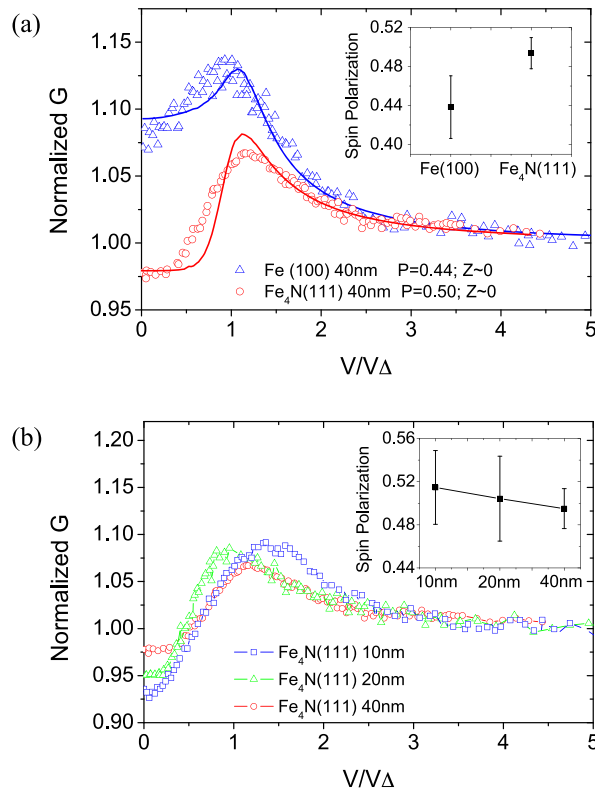 (a)
Normalized G
1.15
1.10
1.05
1.00
0.95
0 1 2 3 4 5
V/VΔ
Fe (100) 40nm P=0.44; Z~0
Fe₄N(111) 40nm P=0.50; Z~0
Spin Polarization
0.52
0.48
0.44
0.40
Fe(100) Fe₄N(111)
(b)
Normalized G
1.20
1.15
1.10
1.05
1.00
0.95
0.90
0 1 2 3 4 5
V/VΔ
Fe₄N(111) 10nm
Fe₄N(111) 20nm
Fe₄N(111) 40nm
Spin Polarization
0.56
0.52
0.48
0.44
10nm 20nm 40nm